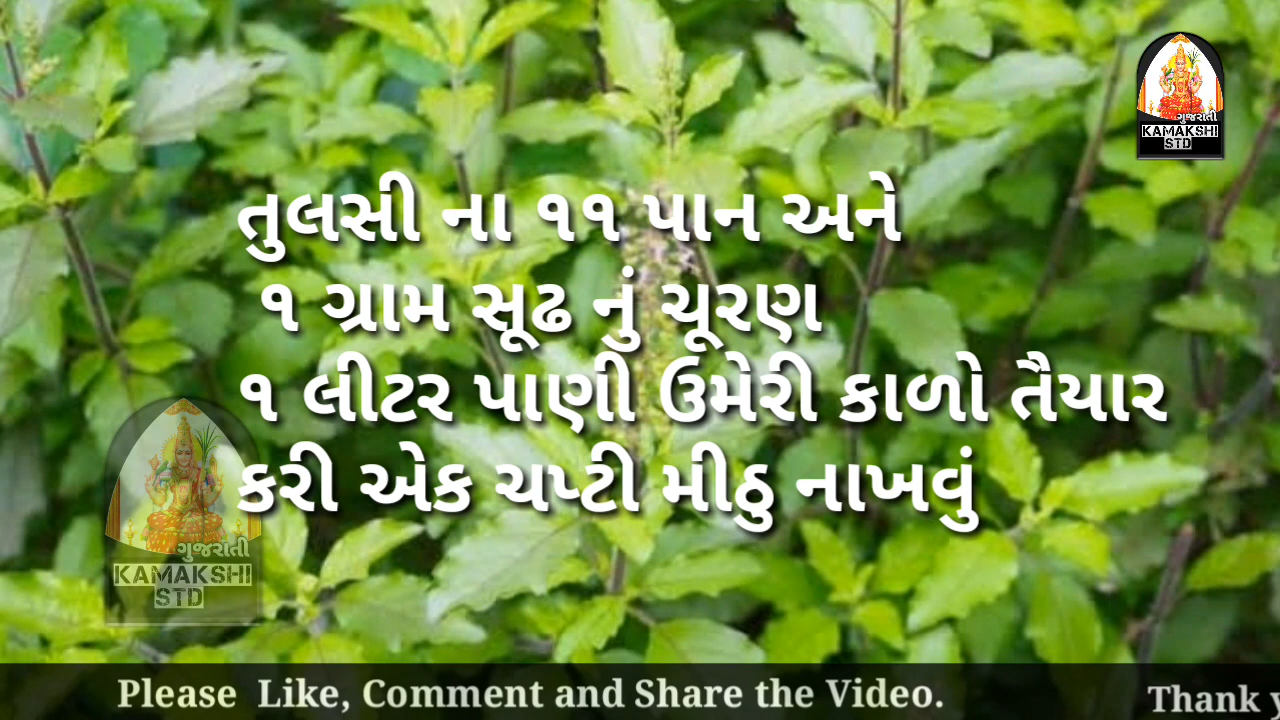 તુલસી ના ૧૧ પાન અને
૧ ગ્રામ સૂઢ નું ચૂરણ
૧ લીટર પાણી ઉમેરી કાળો તૈયાર
કરી એક ચપ્ટી મીઠુ નાખવું
ગુજરાતી
KAMAKSHI
STD
ગુજરાતી
KAMAKSHI
STD
Please Like, Comment and Share the Video.
Thank